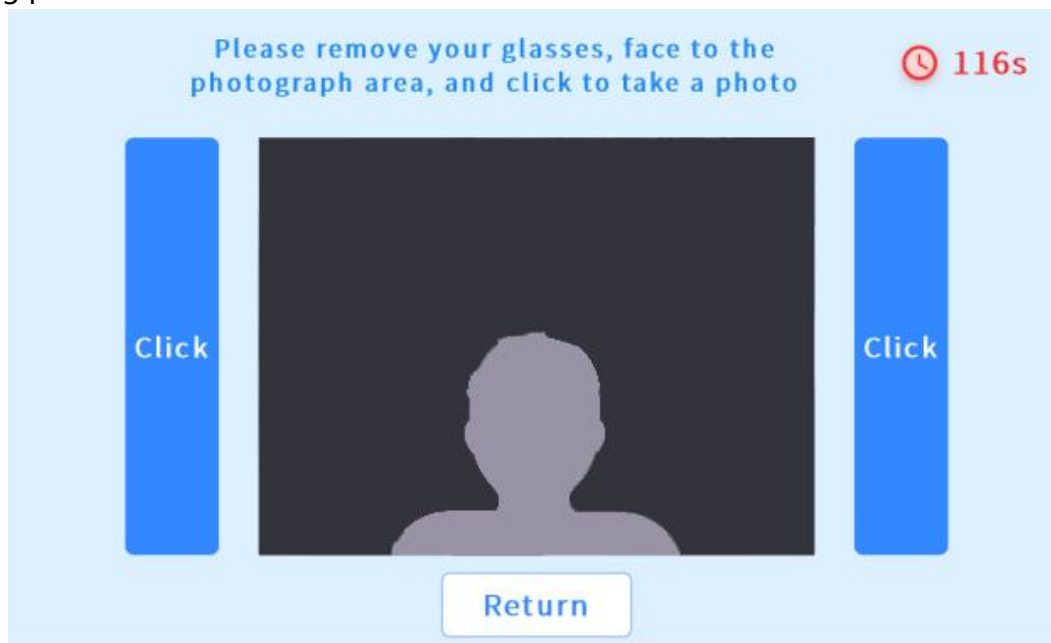 Please remove your glasses, face to the
photograph area, and click to take a photo
116s
Click
Click
Return